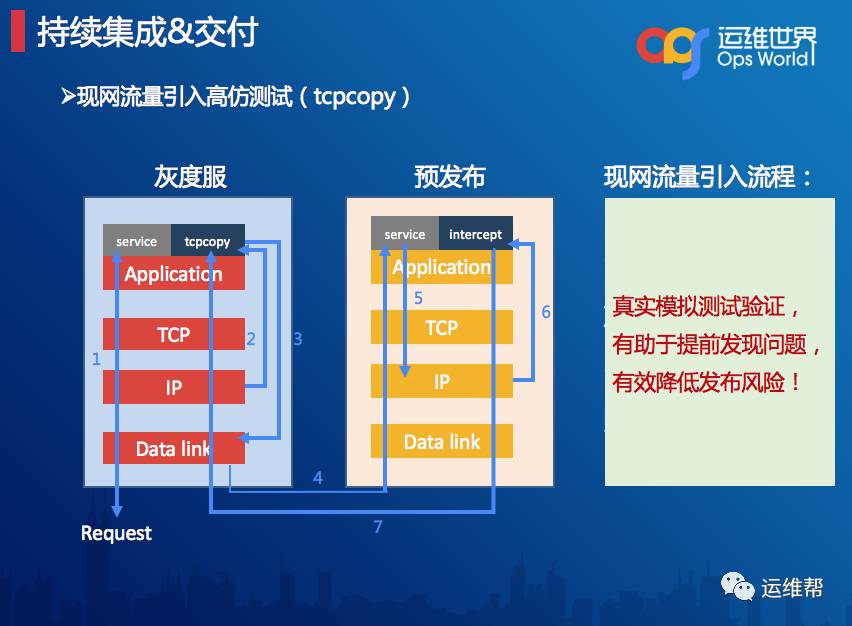 持续集成&交付
运维世界
Ops World
➢现网流量引入高仿测试（tcpcopy）
灰度服
预发布
现网流量引入流程：
service
tcpcopy
Application
TCP
IP
Data link
1
2
3
Request
service
intercept
Application
TCP
IP
Data link
5
6
4
7
真实模拟测试验证，
有助于提前发现问题，
有效降低发布风险！
运维帮